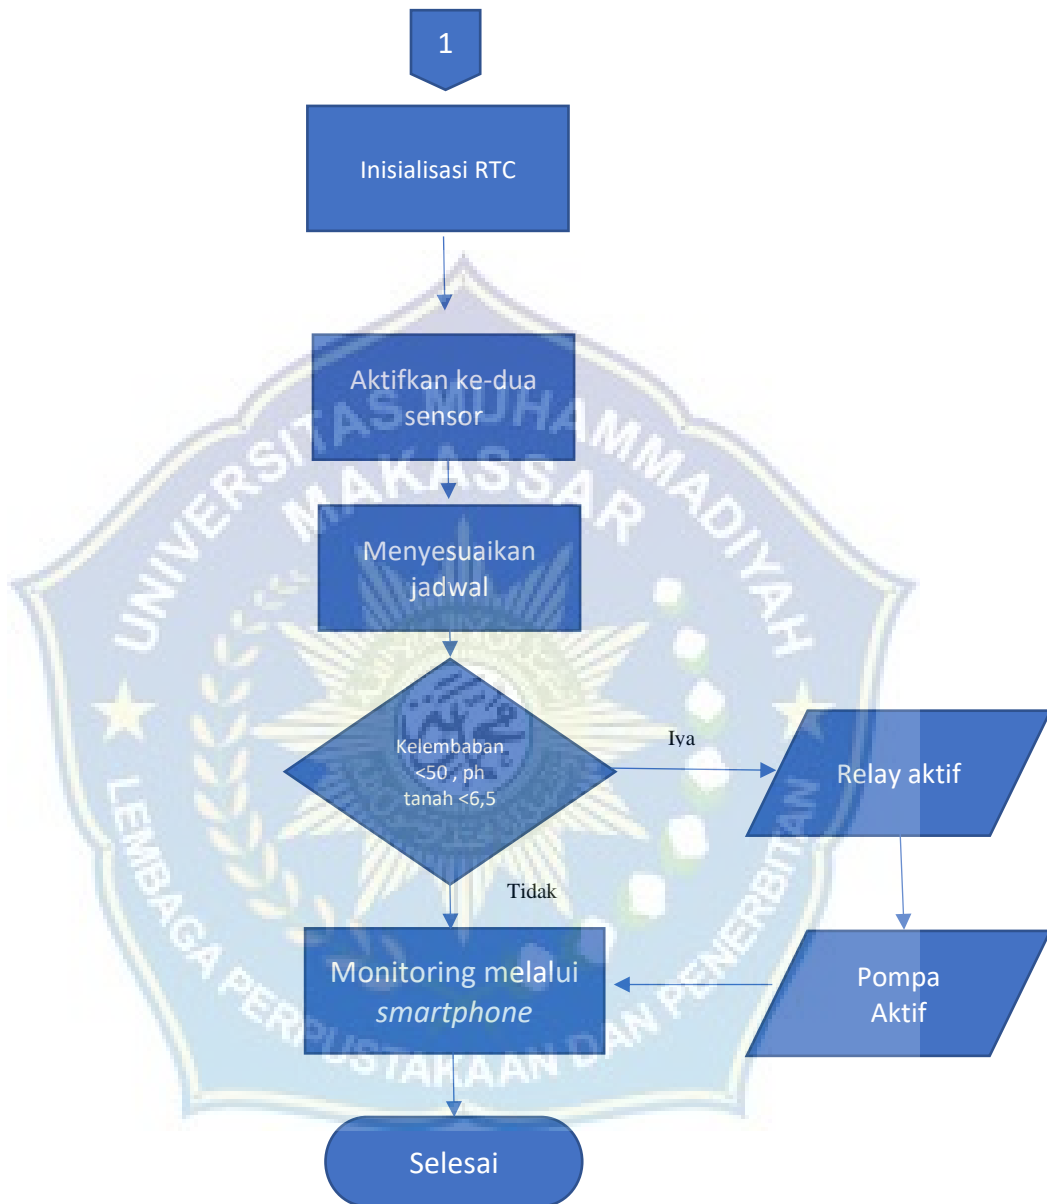 1
Inisialisasi RTC
Aktifkan ke-dua
sensor
UNIVERSITAS MUHAMMADIYAH
MAKASSAR
Menyesuaikan
jadwal
Kelembaban
<50 , ph
tanah <6,5
Iya
Relay aktif
Tidak
Monitoring melalui
smartphone
Pompa
Aktif
LEMBAGA PERPUSTAKAAN DAN PENERBITAN
Selesai